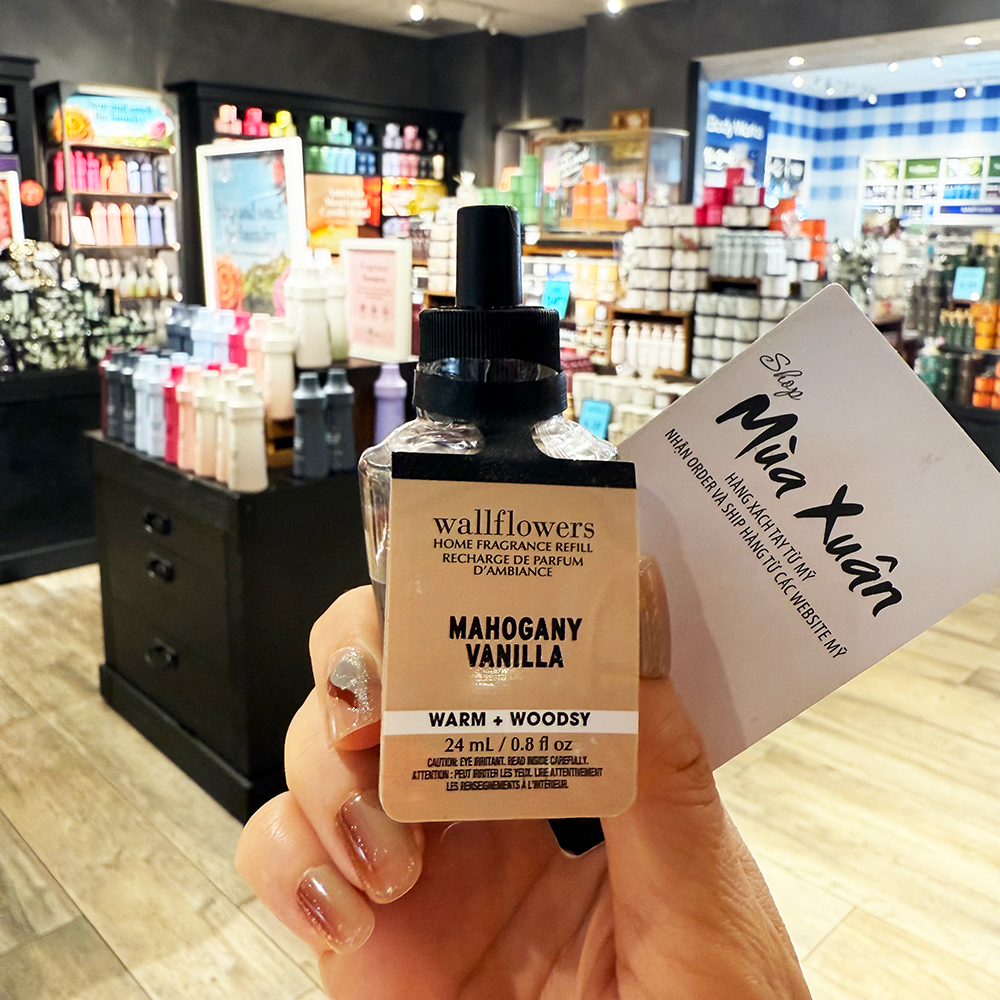 Body Works
wallflowers
HOME FRAGRANCE REFILL
RECHARGE DE PARFUM
D'AMBIANCE
MAHOGANY
VANILLA
WARM + WOODSY
24 mL / 0.8 fl oz
CAUTION: EYE IRRITANT. READ INSIDE CAREFULLY.
ATTENTION : PEUT IRRITER LES YEUX. LIRE ATTENTIVEMENT
LES RENSEIGNEMENTS À L'INTÉRIEUR.
Shop
Mùa Xuân
HÀNG XÁCH TAY TỪ MỸ
NHẬN ORDER VÀ SHIP HÀNG TỪ CÁC WEBSITE MỸ